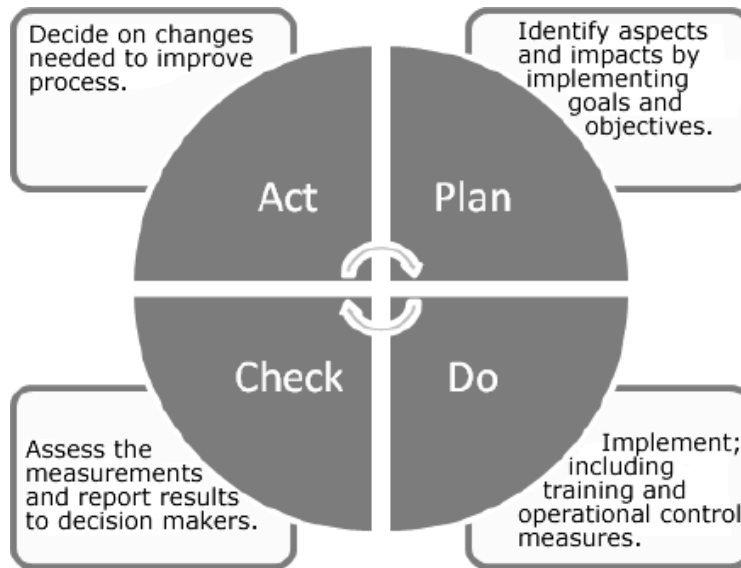 Decide on changes
needed to improve
process.
Identify aspects
and impacts by
implementing
goals and
objectives.
Act
Plan
Check
Do
Assess the
measurements
and report results
to decision makers.
Implement;
including
training and
operational control
measures.